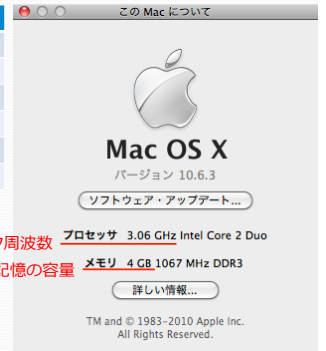 この Mac について
Mac OS X
バージョン 10.6.3
ソフトウェア・アップデート...
周波数
プロセッサ 3.06 GHz Intel Core 2 Duo
記憶の容量
メモリ 4 GB 1067 MHz DDR3
詳しい情報...
TM and © 1983-2010 Apple Inc.
All Rights Reserved.